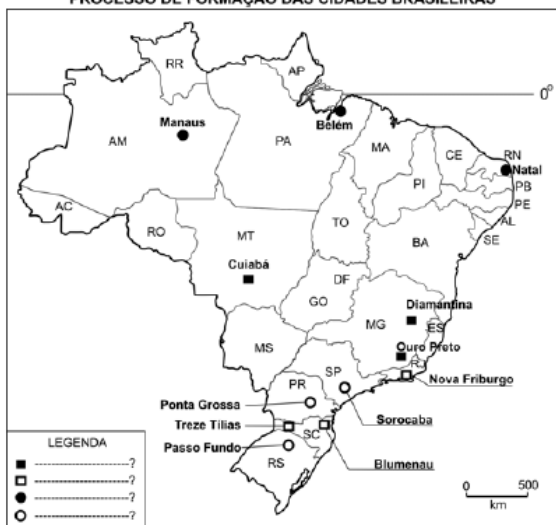 PROCESSO DE FORMAÇÃO DAS CIDADES BRASILEIRAS
RR
AP
0º
Manaus
Belém
AM
PA
MA
CE
RN
Natal
PB
PI
PE
AC
AL
TO
SE
RO
MT
BA
Cuiabá
DF
GO
Diamantina
MG
ES
MS
Ouro Preto
RJ
SP
Nova Friburgo
PR
Ponta Grossa
Sorocaba
Treze Tílias
SC
Passo Fundo
Blumenau
RS
LEGENDA
■ --------------------?
□ --------------------?
● --------------------?
○ --------------------?
0 500
km